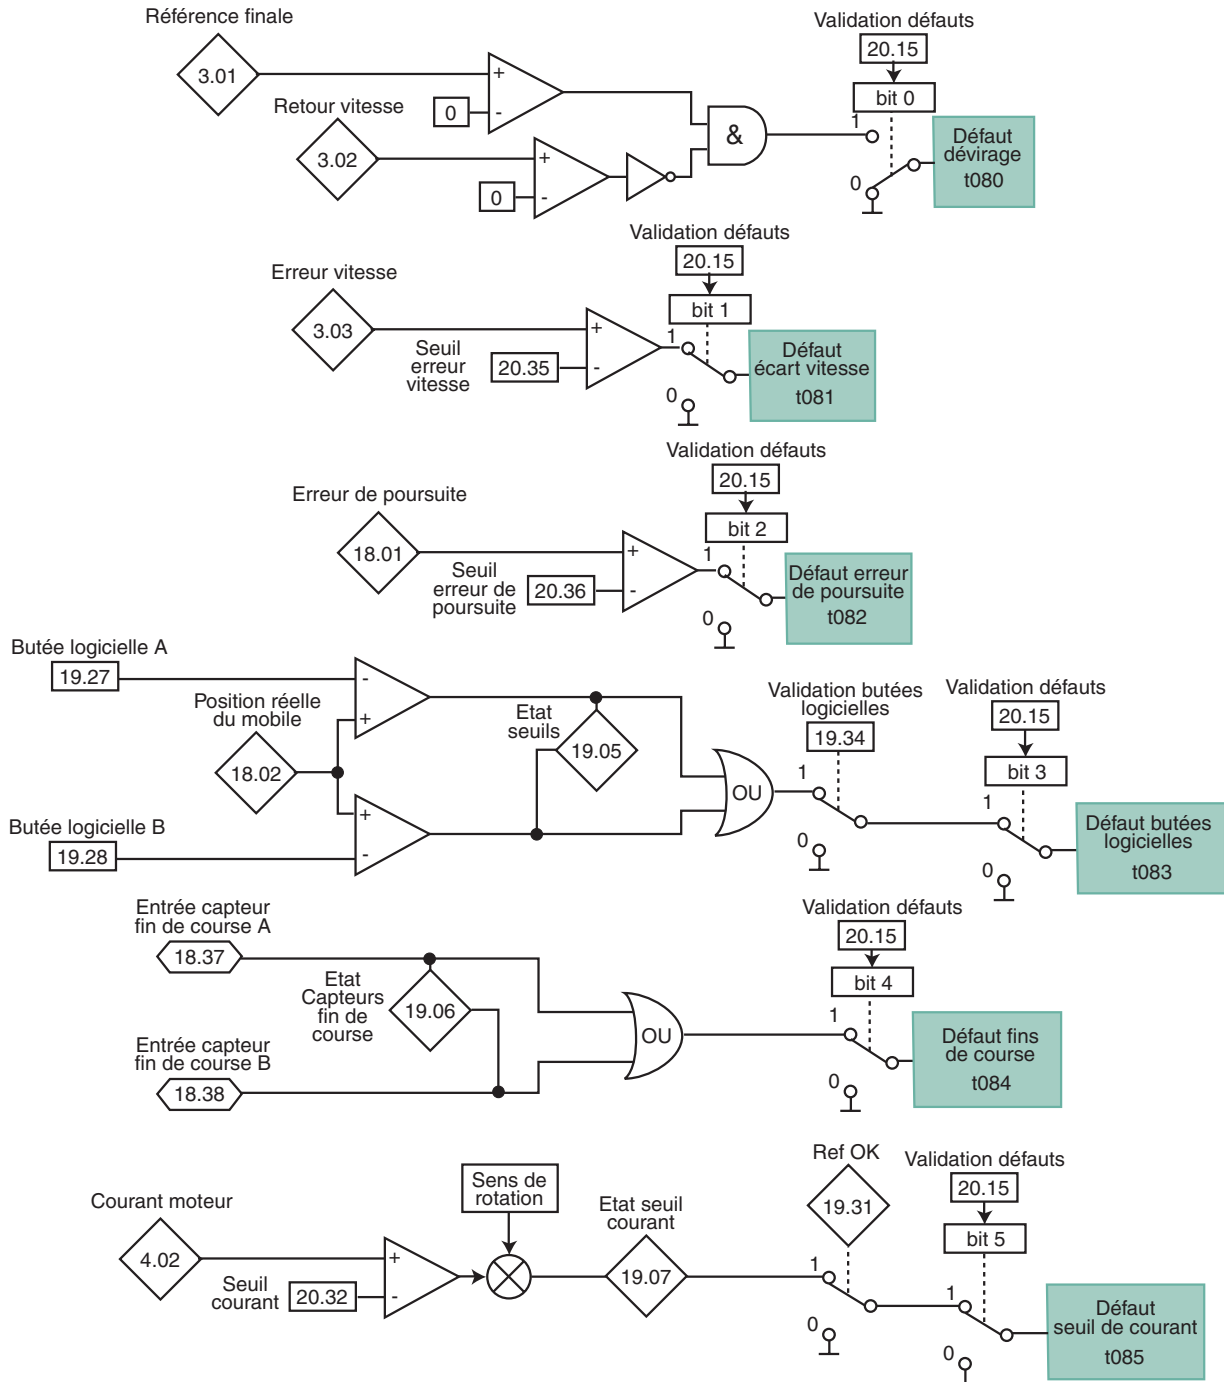 Référence finale
3.01
+
0
-
Retour vitesse
3.02
+
0
-
&
Validation défauts
20.15
bit 0
1
0
Défaut
dévirage
t080
Erreur vitesse
3.03
Seuil
erreur
vitesse
20.35
+
-
Validation défauts
20.15
bit 1
1
0
Défaut
écart vitesse
t081
Erreur de poursuite
18.01
Seuil
erreur de
poursuite
20.36
+
-
Validation défauts
20.15
bit 2
1
0
Défaut erreur
de poursuite
t082
Butée logicielle A
19.27
Position réelle
du mobile
18.02
Butée logicielle B
19.28
-
+
+
-
Etat
seuils
19.05
OU
Validation butées
logicielles
19.34
1
0
Validation défauts
20.15
bit 3
1
0
Défaut butées
logicielles
t083
Entrée capteur
fin de course A
18.37
Etat
Capteurs
fin de
course
19.06
Entrée capteur
fin de course B
18.38
OU
Validation défauts
20.15
bit 4
1
0
Défaut fins
de course
t084
Courant moteur
4.02
Seuil
courant
20.32
+
-
Sens de
rotation
Etat seuil
courant
19.07
Ref OK
19.31
1
0
Validation défauts
20.15
bit 5
1
0
Défaut
seuil de courant
t085